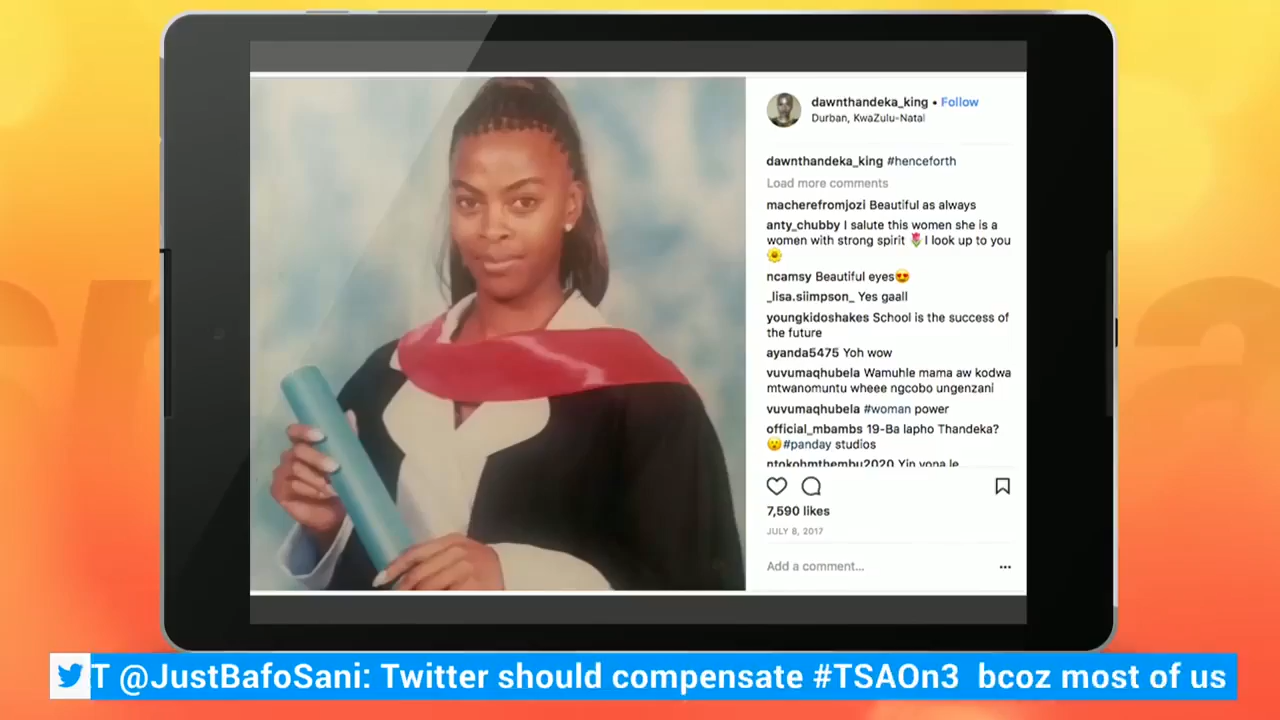 dawnthandeka_king • Follow
Durban, KwaZulu-Natal
dawnthandeka_king #henceforth
Load more comments
macherefromjozi Beautiful as always
anty_chubby I salute this women she is a
women with strong spirit 🌷I look up to you
🌼
ncamsy Beautiful eyes😍
_lisa.siimpson_ Yes gaall
youngkidoshakes School is the success of
the future
ayanda5475 Yoh wow
vuvumaqhubela Wamuhle mama aw kodwa
mtwanomuntu wheee ngcobo ungenzani
vuvumaqhubela #woman power
official_mbambs 19-Ba lapho Thandeka?
😮#panday studios
ntokohmthembu2020 Yin yona le
7,590 likes
JULY 8, 2017
Add a comment...
T @JustBafoSani: Twitter should compensate #TSAOn3 bcoz most of us